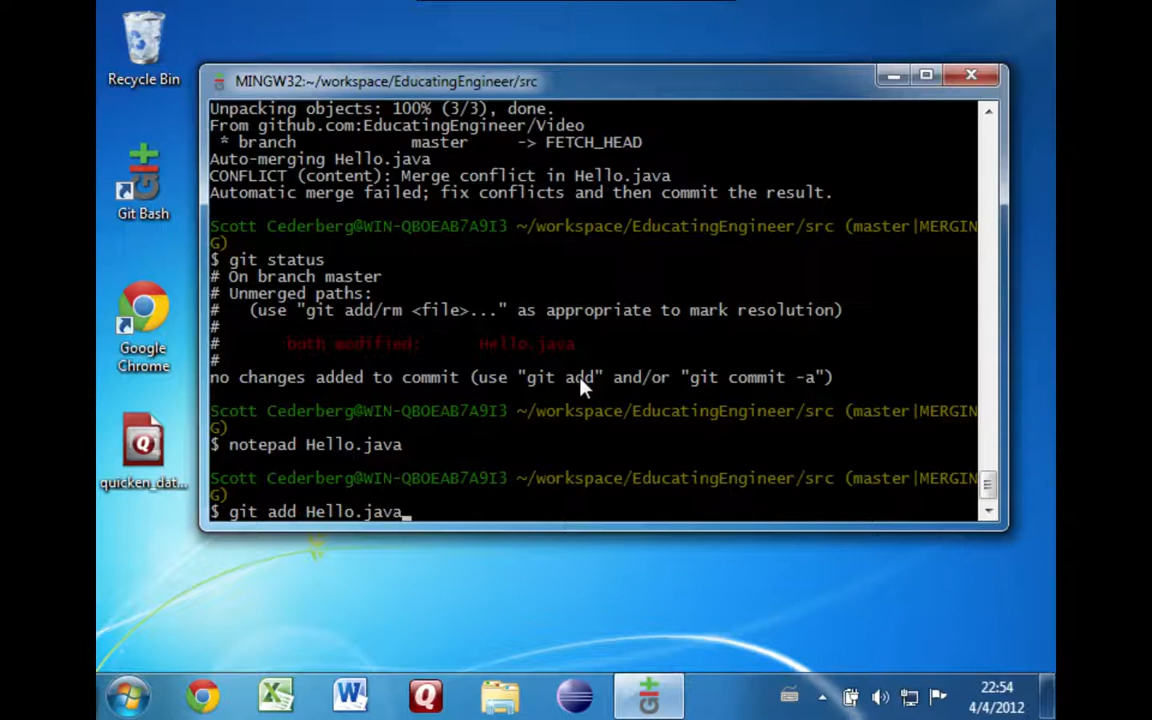 Recycle Bin
Git Bash
Google
Chrome
quicken_dat...
MINGW32:~/workspace/EducatingEngineer/src
Unpacking objects: 100% (3/3), done.
From github.com:EducatingEngineer/Video
 * branch            master     -> FETCH_HEAD
Auto-merging Hello.java
CONFLICT (content): Merge conflict in Hello.java
Automatic merge failed; fix conflicts and then commit the result.
Scott Cederberg@WIN-QBOEAB7A9I3 ~/workspace/EducatingEngineer/src (master|MERGIN
G)
$ git status
# On branch master
# Unmerged paths:
#   (use "git add/rm <file>..." as appropriate to mark resolution)
#
#       both modified:      Hello.java
#
no changes added to commit (use "git add" and/or "git commit -a")
Scott Cederberg@WIN-QBOEAB7A9I3 ~/workspace/EducatingEngineer/src (master|MERGIN
G)
$ notepad Hello.java
Scott Cederberg@WIN-QBOEAB7A9I3 ~/workspace/EducatingEngineer/src (master|MERGIN
G)
$ git add Hello.java
22:54
4/4/2012